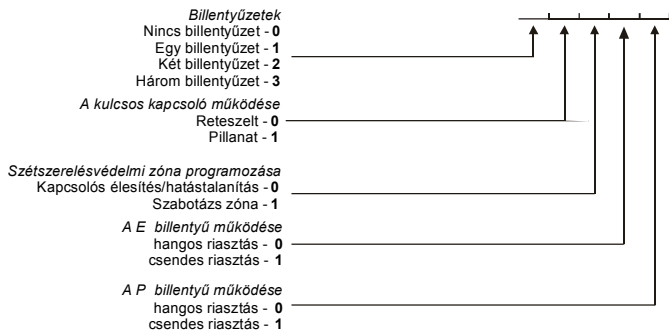 Billentyűzetek
Nincs billentyűzet - 0
Egy billentyűzet - 1
Két billentyűzet - 2
Három billentyűzet - 3
A kulcsos kapcsoló működése
Reteszelt - 0
Pillanat - 1
Szétszerelésvédelmi zóna programozása
Kapcsolós élesítés/hatástalanítás - 0
Szabotázs zóna - 1
A E billentyű működése
hangos riasztás - 0
csendes riasztás - 1
A P billentyű működése
hangos riasztás - 0
csendes riasztás - 1